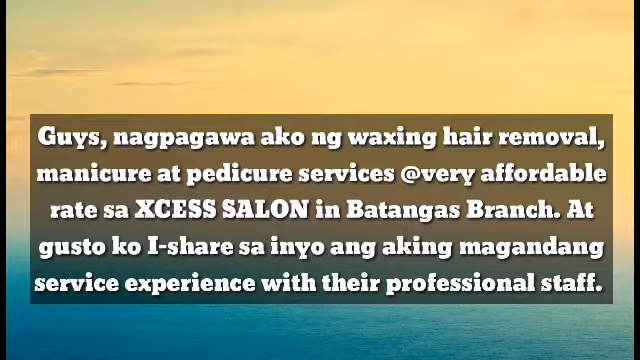 Guys, nagpagawa ako ng waxing hair removal,
manicure at pedicure services @very affordable
rate sa XCESS SALON in Batangas Branch. At
gusto ko I-share sa inyo ang aking magandang
service experience with their professional staff.